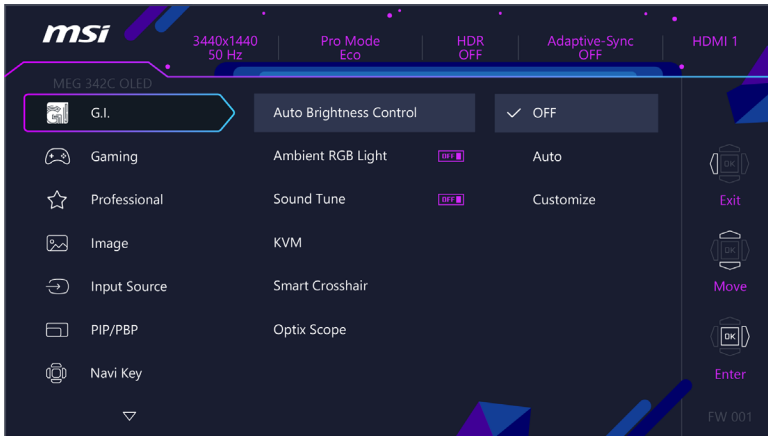 msi
3440x1440
50 Hz
Pro Mode
Eco
HDR
OFF
Adaptive-Sync
OFF
HDMI 1
MEG 342C OLED
G.I.
Gaming
Professional
Image
Input Source
PIP/PBP
Navi Key
Auto Brightness Control
Ambient RGB Light
OFF
Sound Tune
OFF
KVM
Smart Crosshair
Optix Scope
OFF
Auto
Customize
OK
Exit
OK
Move
OK
Enter
FW 001